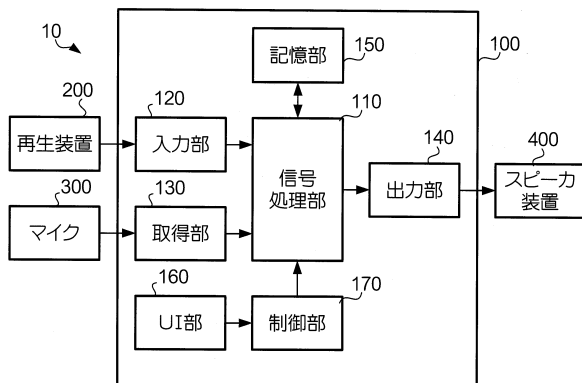 10
100
150
記憶部
200
再生装置
120
入力部
110
信号
処理部
140
出力部
400
スピーカ
装置
300
マイク
130
取得部
160
UI部
170
制御部